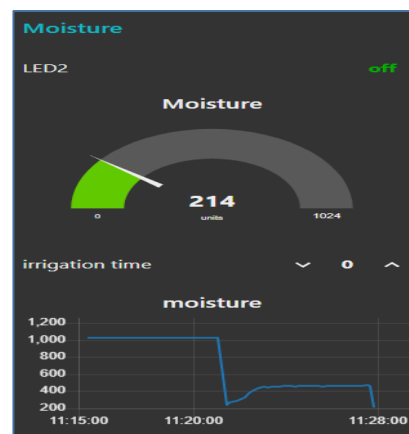 Moisture
LED2 off
Moisture
214
units
0 1024
irrigation time 0
moisture
1,200
1,000
800
600
400
200
11:15:00 11:20:00 11:28:00